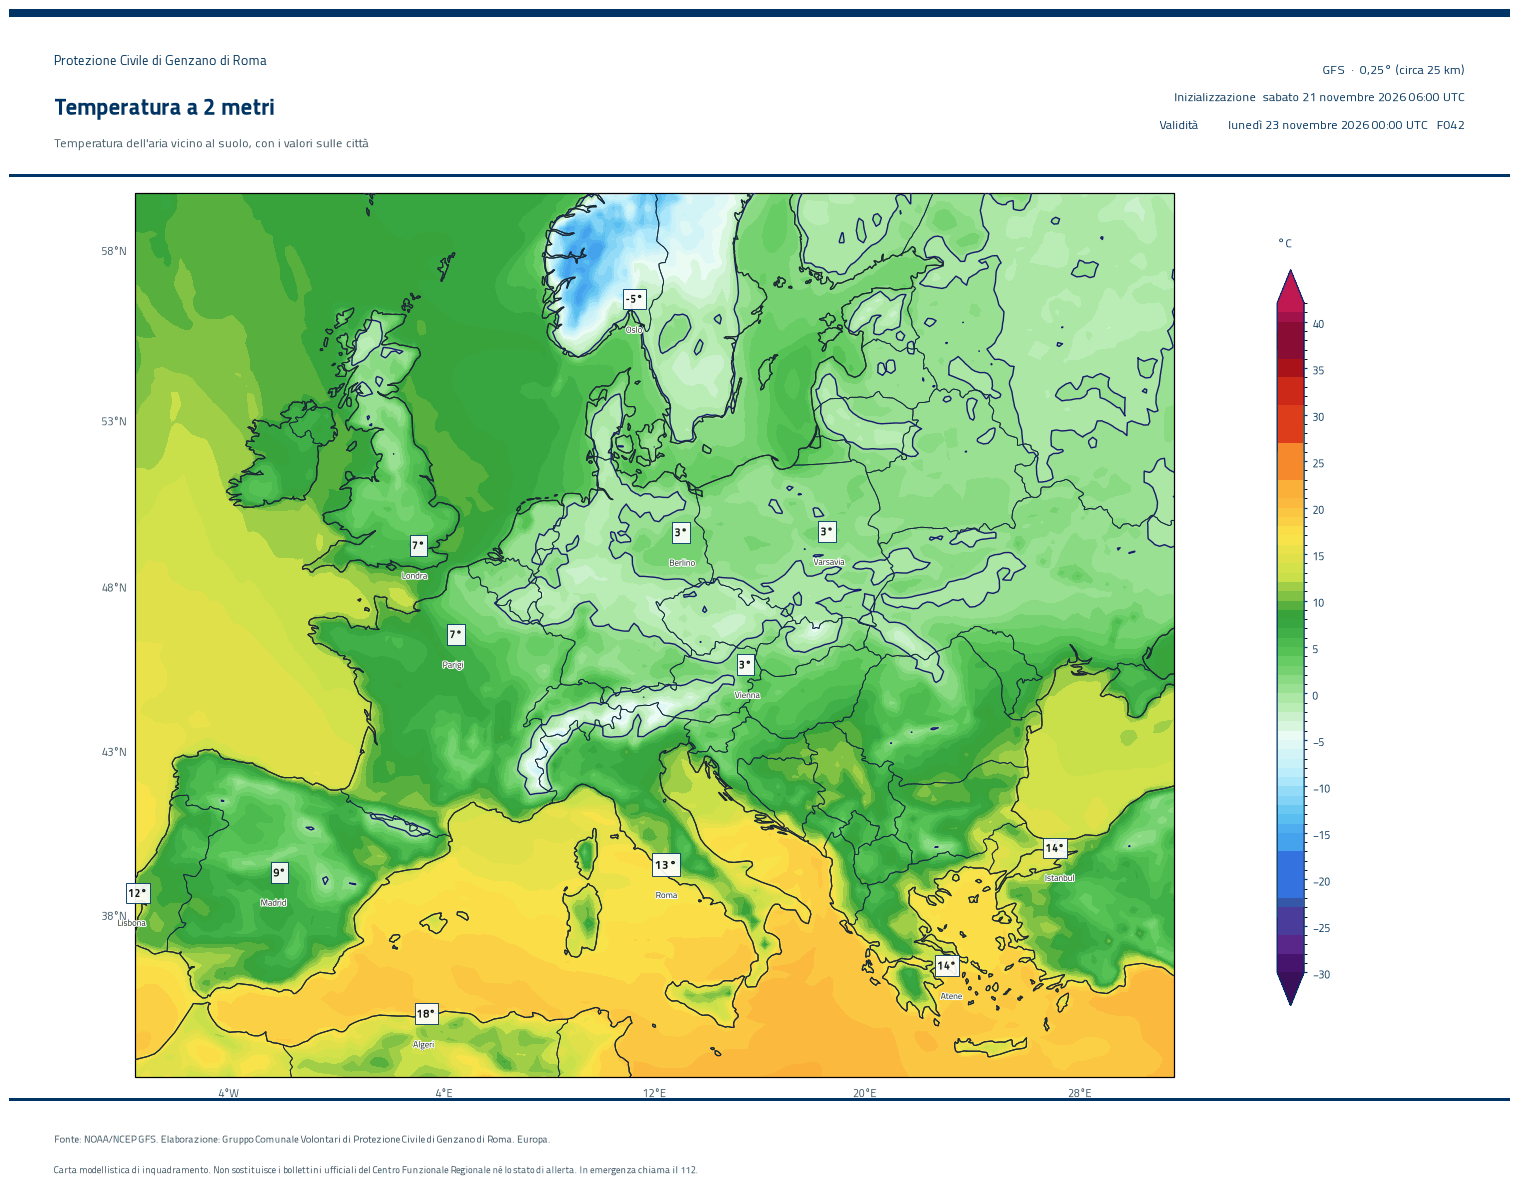 Protezione Civile di Genzano di Roma
Temperatura a 2 metri
Temperatura dell'aria vicino al suolo, con i valori sulle città
GFS · 0,25° (circa 25 km)
Inizializzazione sabato 21 novembre 2026 06:00 UTC
Validità lunedì 23 novembre 2026 00:00 UTC F042
58°N
53°N
48°N
43°N
38°N
4°W
4°E
12°E
20°E
28°E
-5°
Oslo
7°
Londra
3°
Berlino
3°
Varsavia
7°
Parigi
3°
Vienna
9°
Madrid
12°
Lisbona
13°
Roma
14°
Istanbul
14°
Atene
18°
Algeri
°C
40
35
30
25
20
15
10
5
0
−5
−10
−15
−20
−25
−30
Fonte: NOAA/NCEP GFS. Elaborazione: Gruppo Comunale Volontari di Protezione Civile di Genzano di Roma. Europa.
Carta modellistica di inquadramento. Non sostituisce i bollettini ufficiali del Centro Funzionale Regionale né lo stato di allerta. In emergenza chiama il 112.